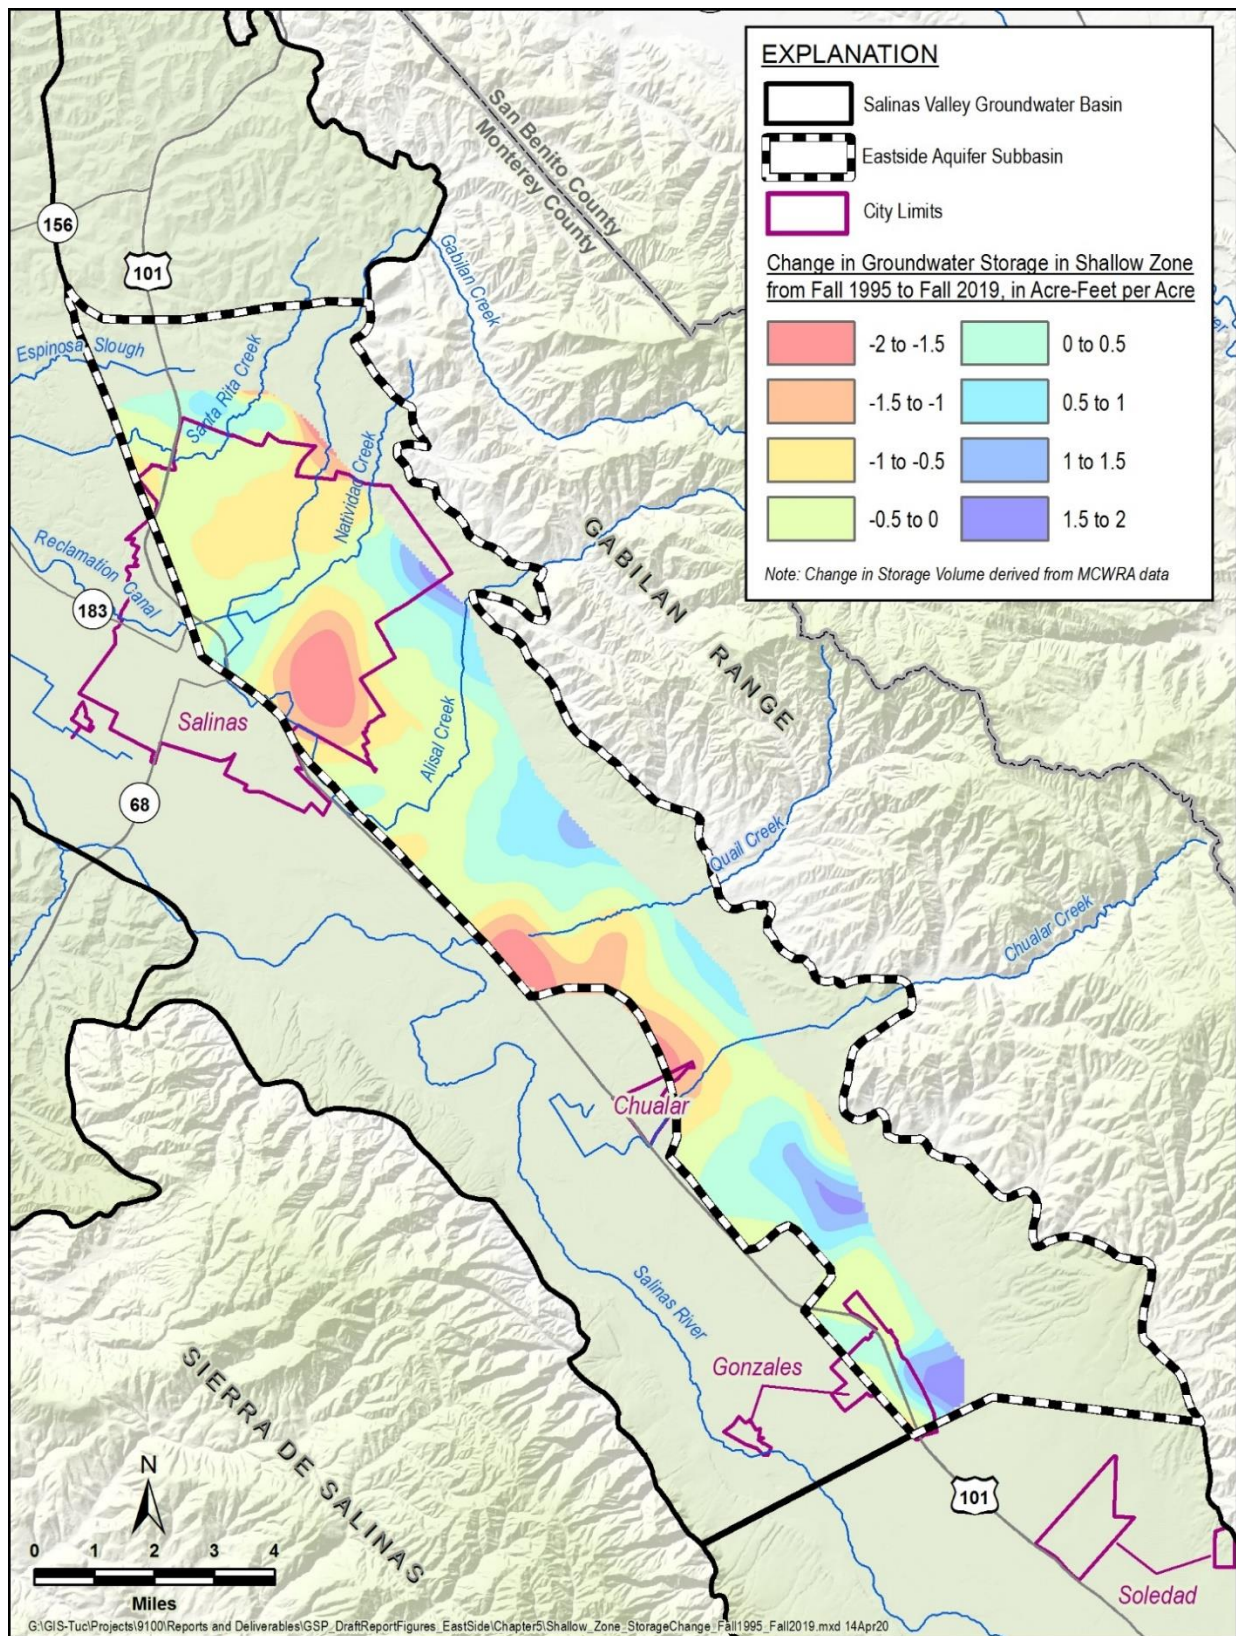 EXPLANATION
Salinas Valley Groundwater Basin
Eastside Aquifer Subbasin
City Limits
Change in Groundwater Storage in Shallow Zone
from Fall 1995 to Fall 2019, in Acre-Feet per Acre
-2 to -1.5
0 to 0.5
-1.5 to -1
0.5 to 1
-1 to -0.5
1 to 1.5
-0.5 to 0
1.5 to 2
Note: Change in Storage Volume derived from MCWRA data
San Benito County
Monterey County
156
101
Gabilan Creek
Espinosa Slough
Santa Rita Creek
Natividad Creek
Reclamation Canal
183
GABILAN RANGE
Salinas
Alisal Creek
68
Quail Creek
Chualar Creek
Chualar
Salinas River
Gonzales
SIERRA DE SALINAS
101
Soledad
N
0 1 2 3 4
Miles
G:\GIS-Tuc\Projects\9100\Reports and Deliverables\GSP_DraftReportFigures_EastSide\Chapter5\Shallow_Zone_StorageChange_Fall1995_Fall2019.mxd 14Apr20